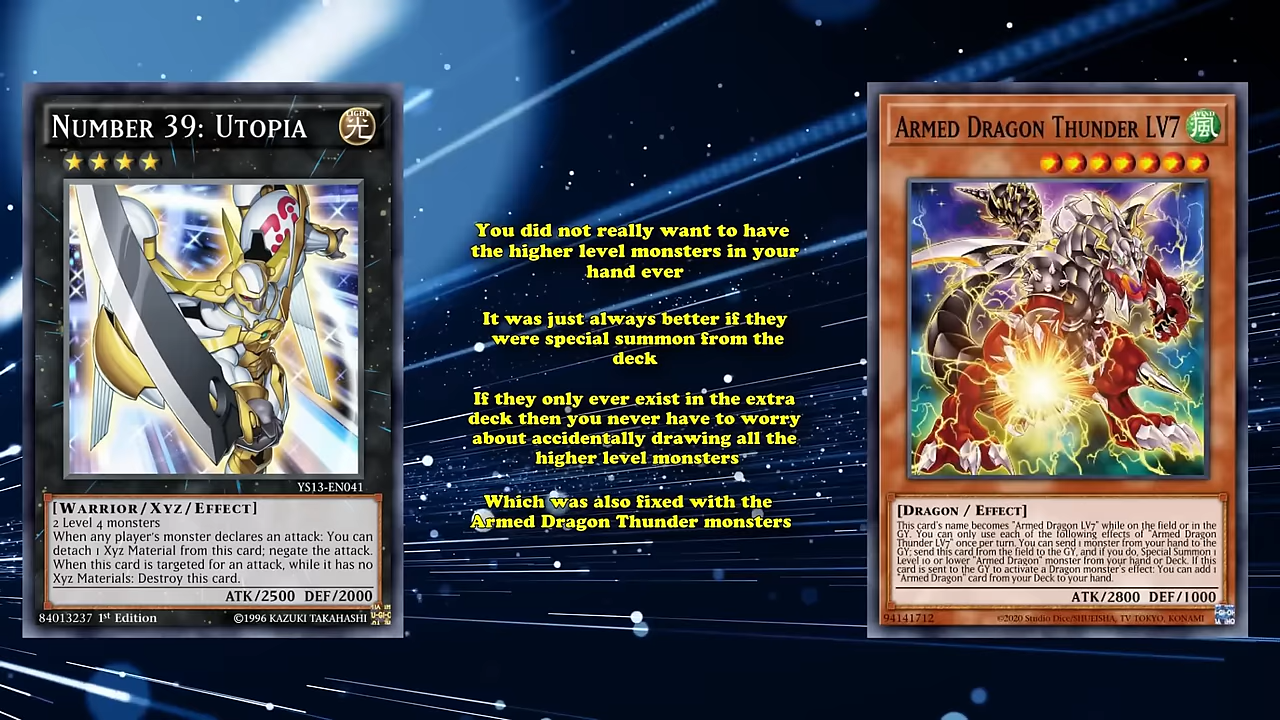 NUMBER 39: UTOPIA
LIGHT
光
YS13-EN041
[WARRIOR/XYZ/EFFECT]
2 Level 4 monsters
When any player's monster declares an attack: You can
detach 1 Xyz Material from this card; negate the attack.
When this card is targeted for an attack, while it has no
Xyz Materials: Destroy this card.
ATK/2500 DEF/2000
84013237 1st Edition
©1996 KAZUKI TAKAHASHI
You did not really want to have
the higher level monsters in your
hand ever
It was just always better if they
were special summon from the
deck
If they only ever exist in the extra
deck then you never have to worry
about accidentally drawing all the
higher level monsters
Which was also fixed with the
Armed Dragon Thunder monsters
ARMED DRAGON THUNDER LV7
WIND
風
[DRAGON / EFFECT]
This card's name becomes "Armed Dragon LV7" while on the field or in the
GY. You can only use each of the following effects of "Armed Dragon
Thunder LV7" once per turn. You can send 1 monster from your hand to the
GY; send this card from the field to the GY, and if you do, Special Summon 1
Level 10 or lower "Armed Dragon" monster from your hand or Deck. If this
card is sent to the GY to activate a Dragon monster's effect: You can add 1
"Armed Dragon" card from your Deck to your hand.
ATK/2800 DEF/1000
94141712
©2020 Studio Dice/SHUEISHA, TV TOKYO, KONAMI